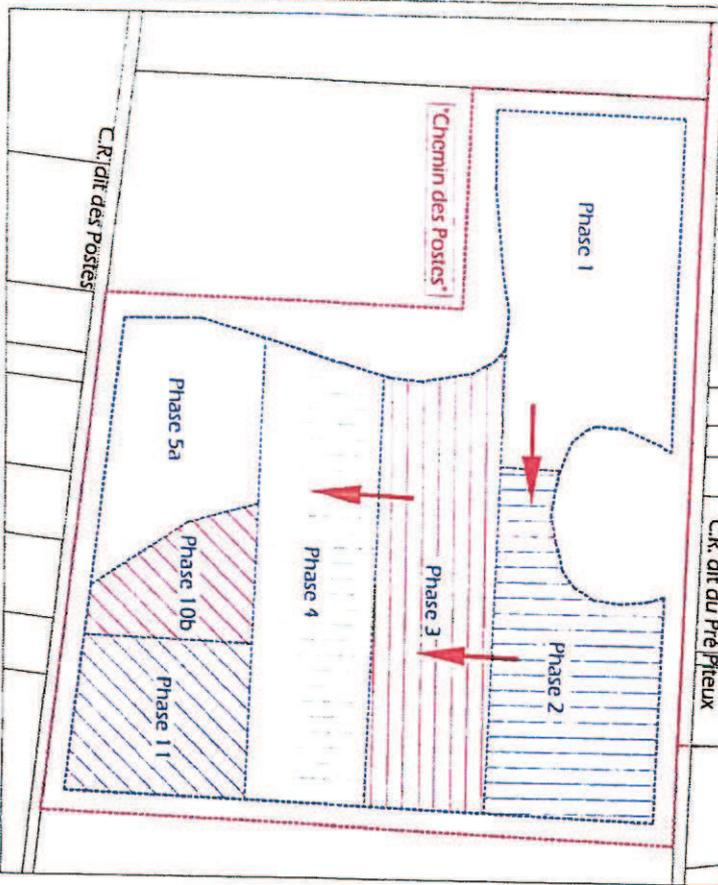 C.R. dit du Pré Piteux
Phase 1
Phase 2
"Chemin des Postes"
Phase 3
Phase 4
Phase 5a
Phase 10b
Phase 11
C.R. dit des Postes